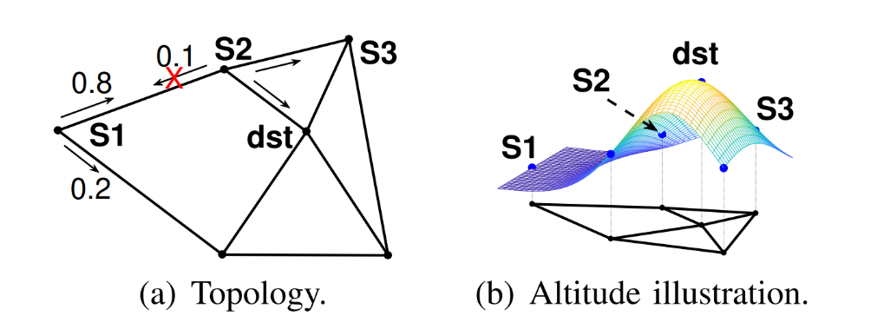 0.1
S2
S3
0.8
S1
dst
0.2
(a) Topology.
dst
S2
S3
S1
(b) Altitude illustration.